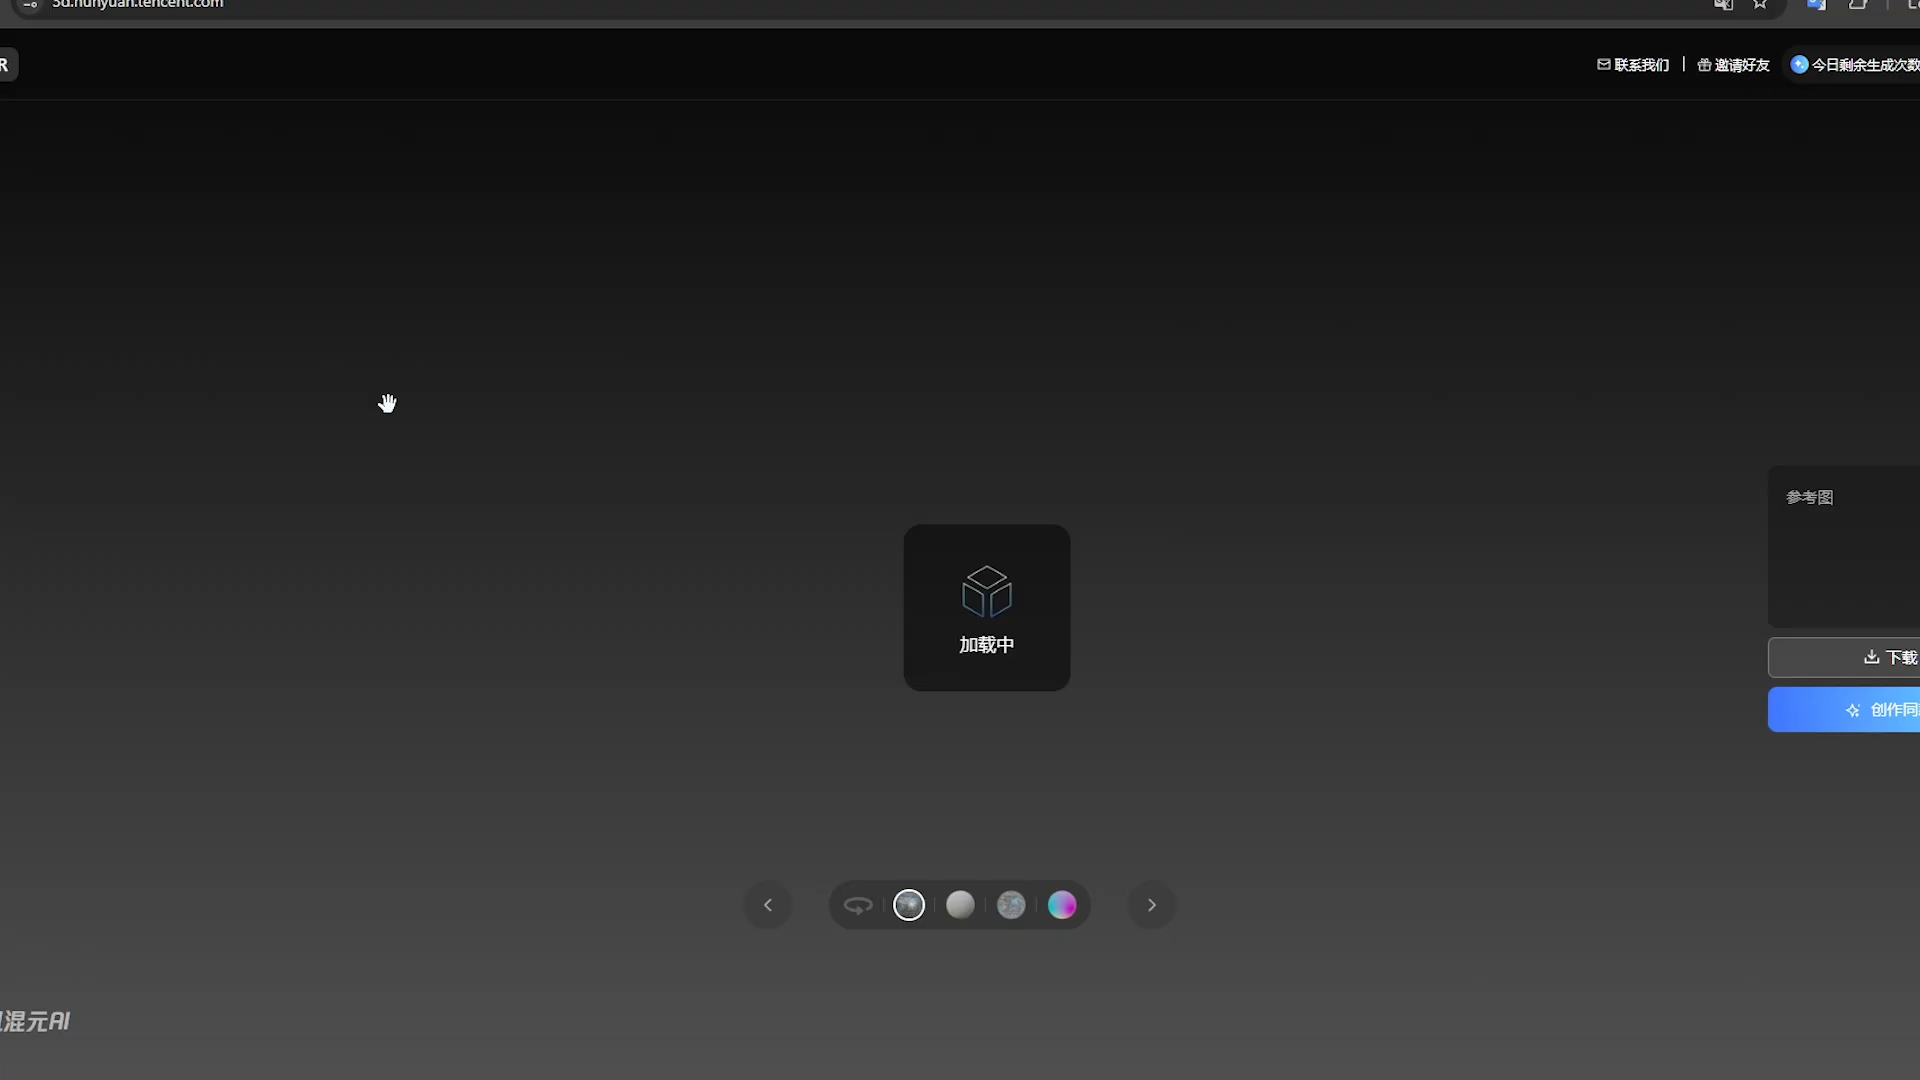 3d.hunyuan.tencent.com
R
联系我们
邀请好友
今日剩余生成次数
参考图
加载中
下载
创作同
混元AI